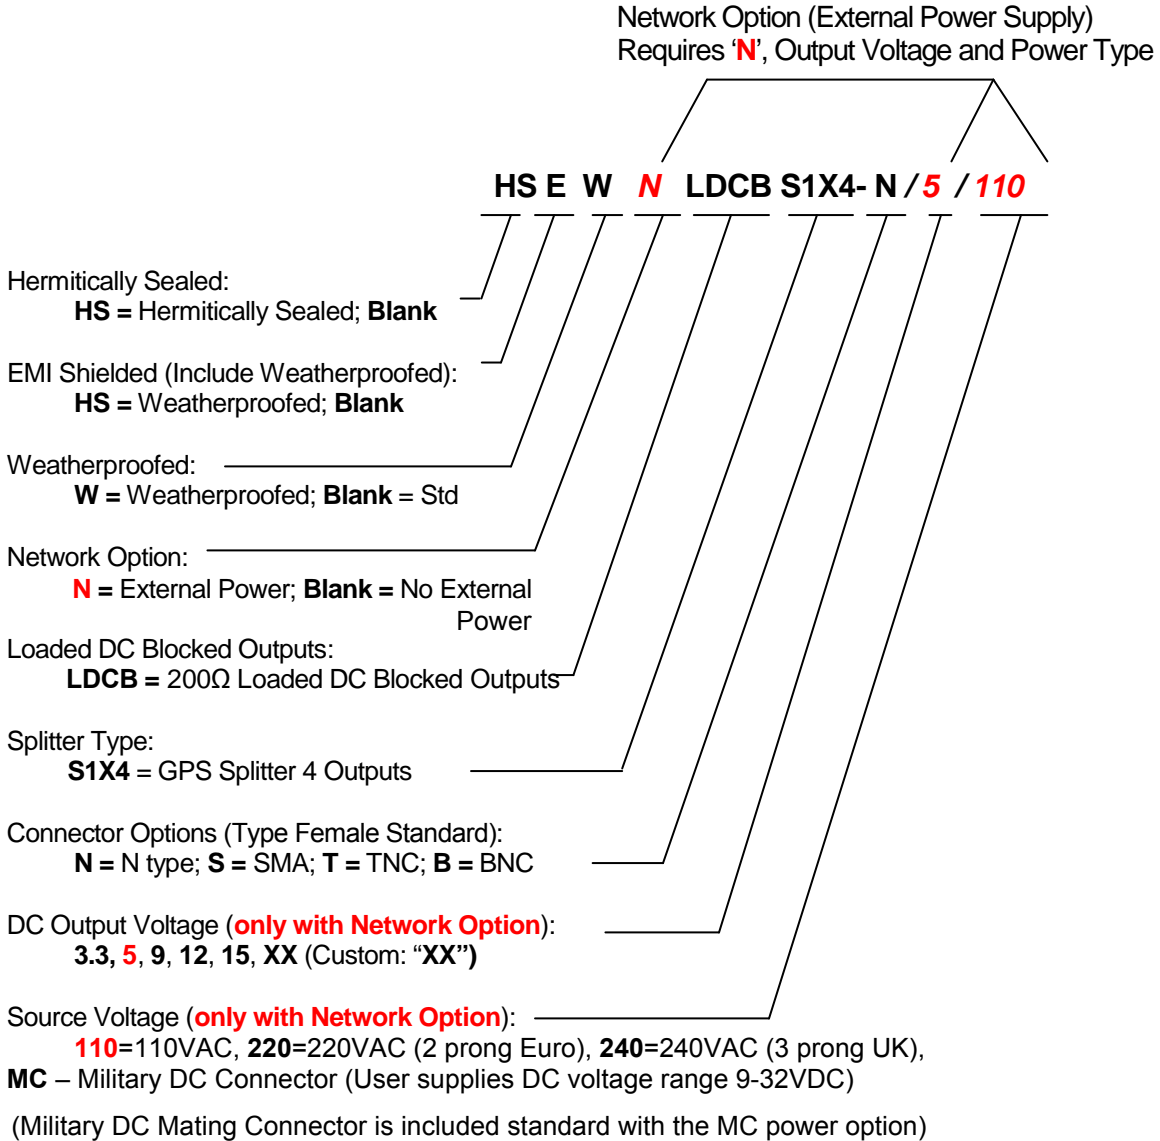 Network Option (External Power Supply)
Requires ‘N’, Output Voltage and Power Type
HS E W N LDCB S1X4- N / 5 / 110
Hermitically Sealed:
HS = Hermitically Sealed; Blank
EMI Shielded (Include Weatherproofed):
HS = Weatherproofed; Blank
Weatherproofed:
W = Weatherproofed; Blank = Std
Network Option:
N = External Power; Blank = No External
Power
Loaded DC Blocked Outputs:
LDCB = 200Ω Loaded DC Blocked Outputs
Splitter Type:
S1X4 = GPS Splitter 4 Outputs
Connector Options (Type Female Standard):
N = N type; S = SMA; T = TNC; B = BNC
DC Output Voltage (only with Network Option):
3.3, 5, 9, 12, 15, XX (Custom: “XX”)
Source Voltage (only with Network Option):
110=110VAC, 220=220VAC (2 prong Euro), 240=240VAC (3 prong UK),
MC – Military DC Connector (User supplies DC voltage range 9-32VDC)
(Military DC Mating Connector is included standard with the MC power option)